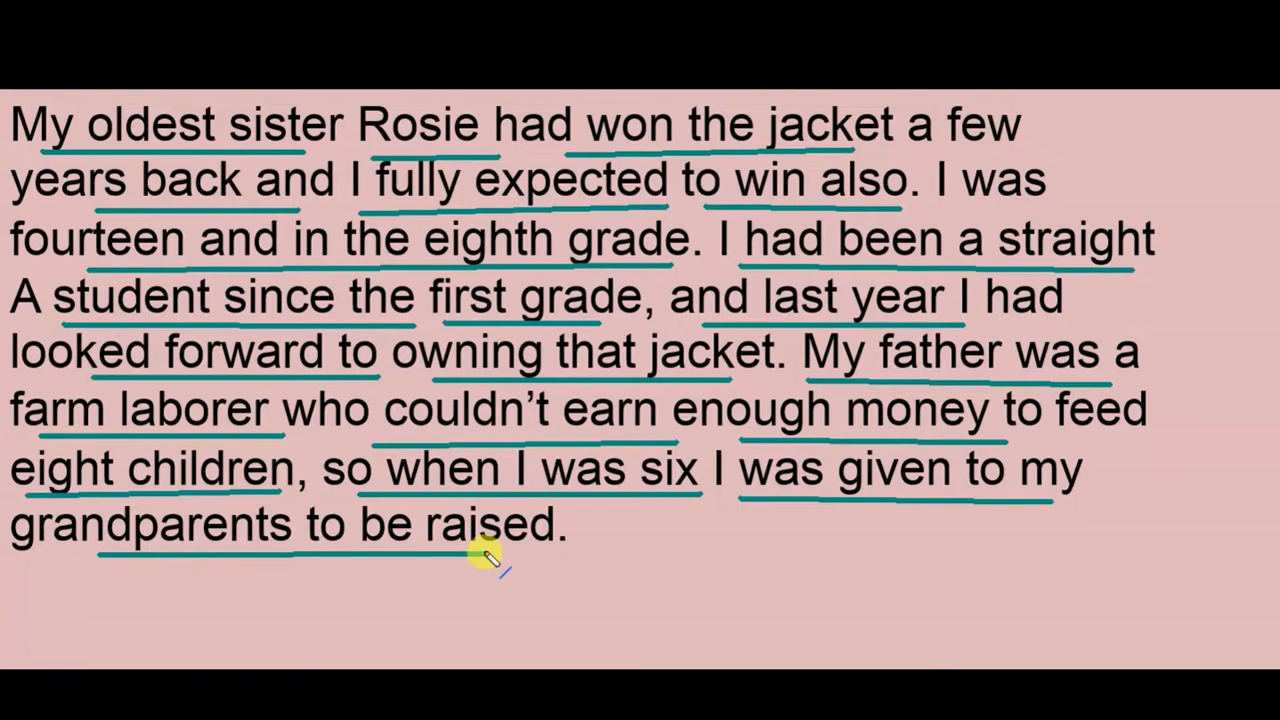 My oldest sister Rosie had won the jacket a few
years back and I fully expected to win also. I was
fourteen and in the eighth grade. I had been a straight
A student since the first grade, and last year I had
looked forward to owning that jacket. My father was a
farm laborer who couldn’t earn enough money to feed
eight children, so when I was six I was given to my
grandparents to be raised.